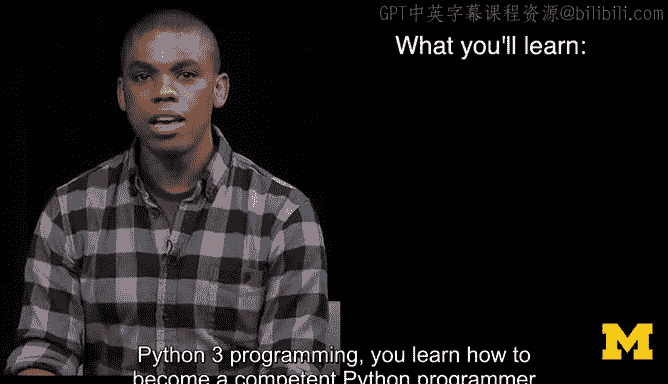 GPT中英字幕课程资源@bilibili.com
What you'll learn:
Python 3 programming, you learn how to
become a competent Python programmer
M